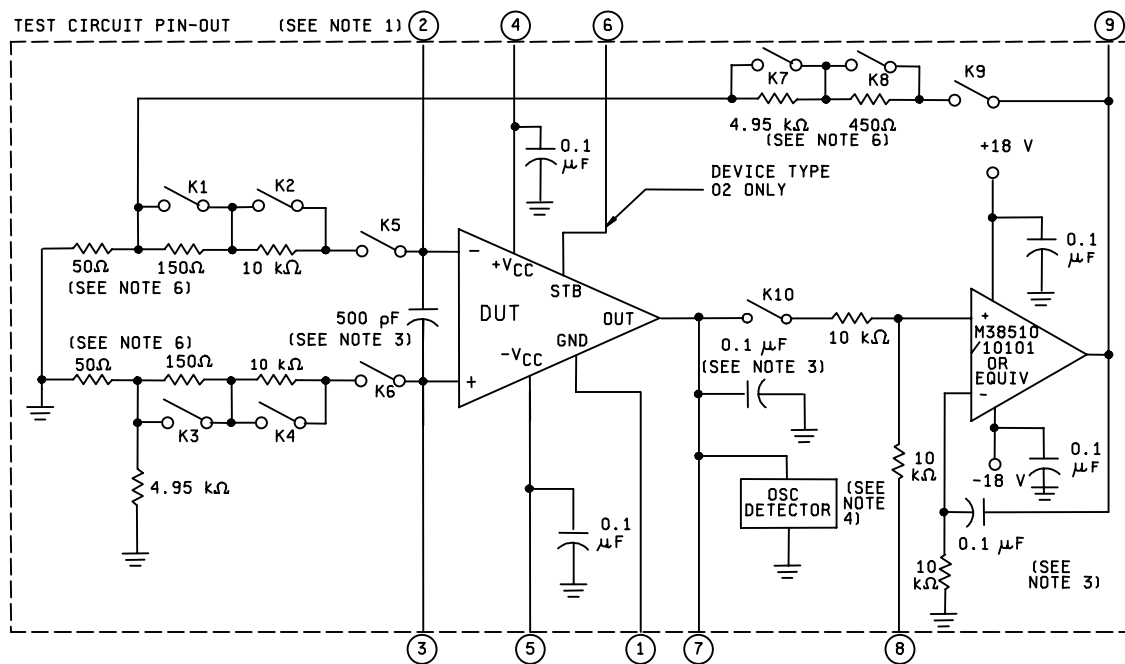 TEST CIRCUIT PIN-OUT (SEE NOTE 1) 2 4 6 9
K7 K8 K9
4.95 kΩ 450Ω
(SEE NOTE 6)
+18 V
0.1
μF
DEVICE TYPE
02 ONLY
K1 K2
K5
50Ω 150Ω 10 kΩ
(SEE NOTE 6)
0.1
μF
-
+VCC
STB
DUT
OUT
GND
-VCC
+
500 pF
(SEE NOTE 3)
K10
10 kΩ
0.1 μF
(SEE NOTE 3)
+
M38510
/10101
OR
EQUIV
-
(SEE NOTE 6)
50Ω 150Ω 10 kΩ
K6
K3 K4
4.95 kΩ
0.1
μF
-18 V
10
kΩ
OSC
DETECTOR
(SEE
NOTE
4)
0.1
μF
0.1 μF
10
kΩ
(SEE
NOTE 3)
3 5 1 7 8